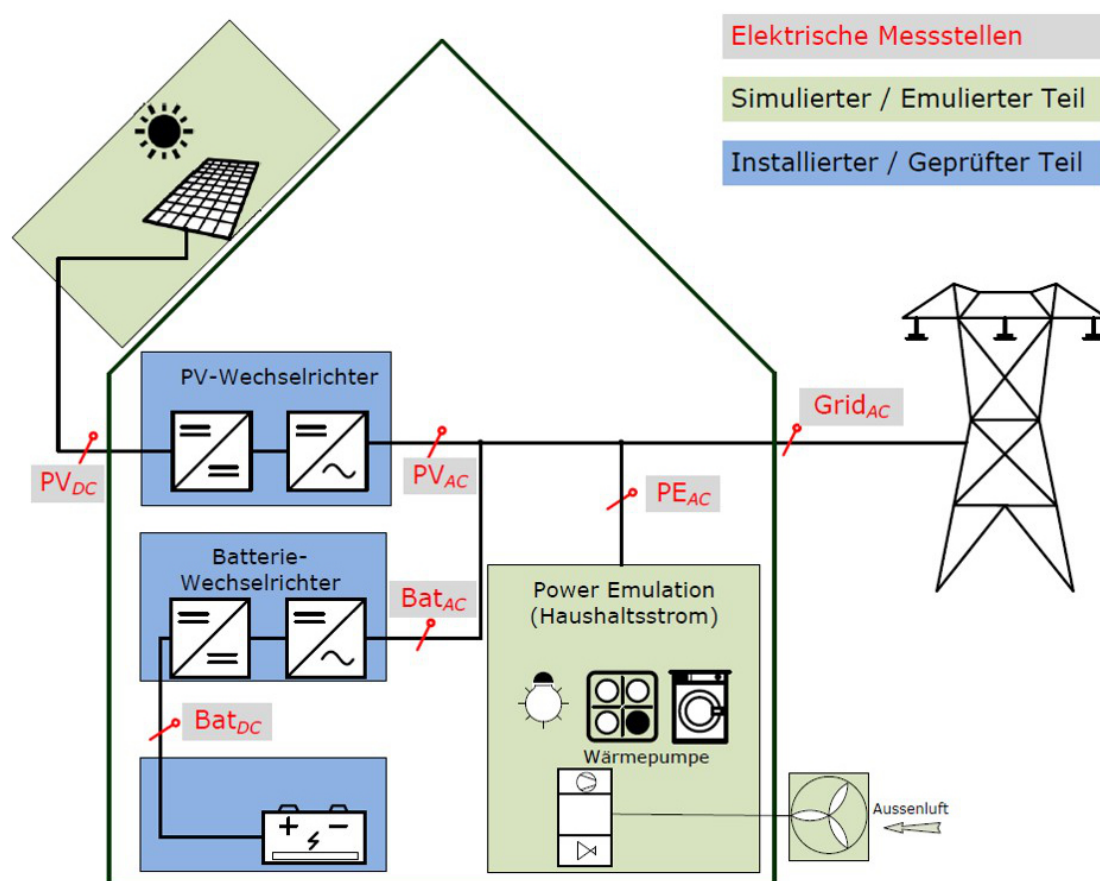 Elektrische Messstellen
Simulierter / Emulierter Teil
Installierter / Geprüfter Teil
PV-Wechselrichter
Grid_AC
PV_DC
PV_AC
PE_AC
Batterie-
Wechselrichter
Bat_AC
Power Emulation
(Haushaltsstrom)
Bat_DC
Wärmepumpe
Aussenluft